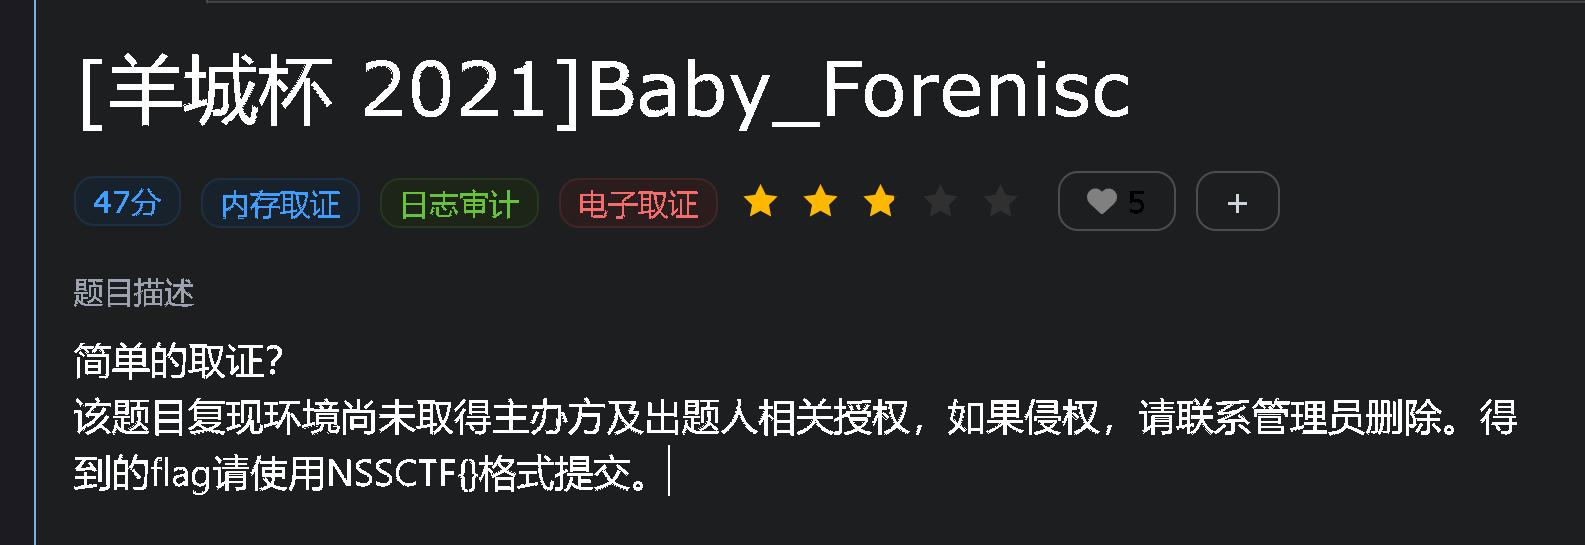 [羊城杯 2021]Baby_Forenisc
47分 内存取证 日志审计 电子取证 5 +
题目描述
简单的取证?
该题目复现环境尚未取得主办方及出题人相关授权，如果侵权，请联系管理员删除。得
到的flag请使用NSSCTF{}格式提交。